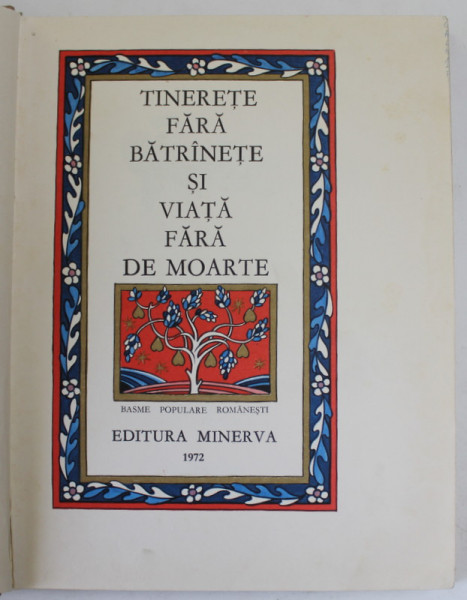 TINEREȚE
FĂRĂ
BĂTRÎNEȚE
ȘI
VIAȚĂ
FĂRĂ
DE MOARTE
BASME POPULARE ROMÂNEȘTI
EDITURA MINERVA
1972